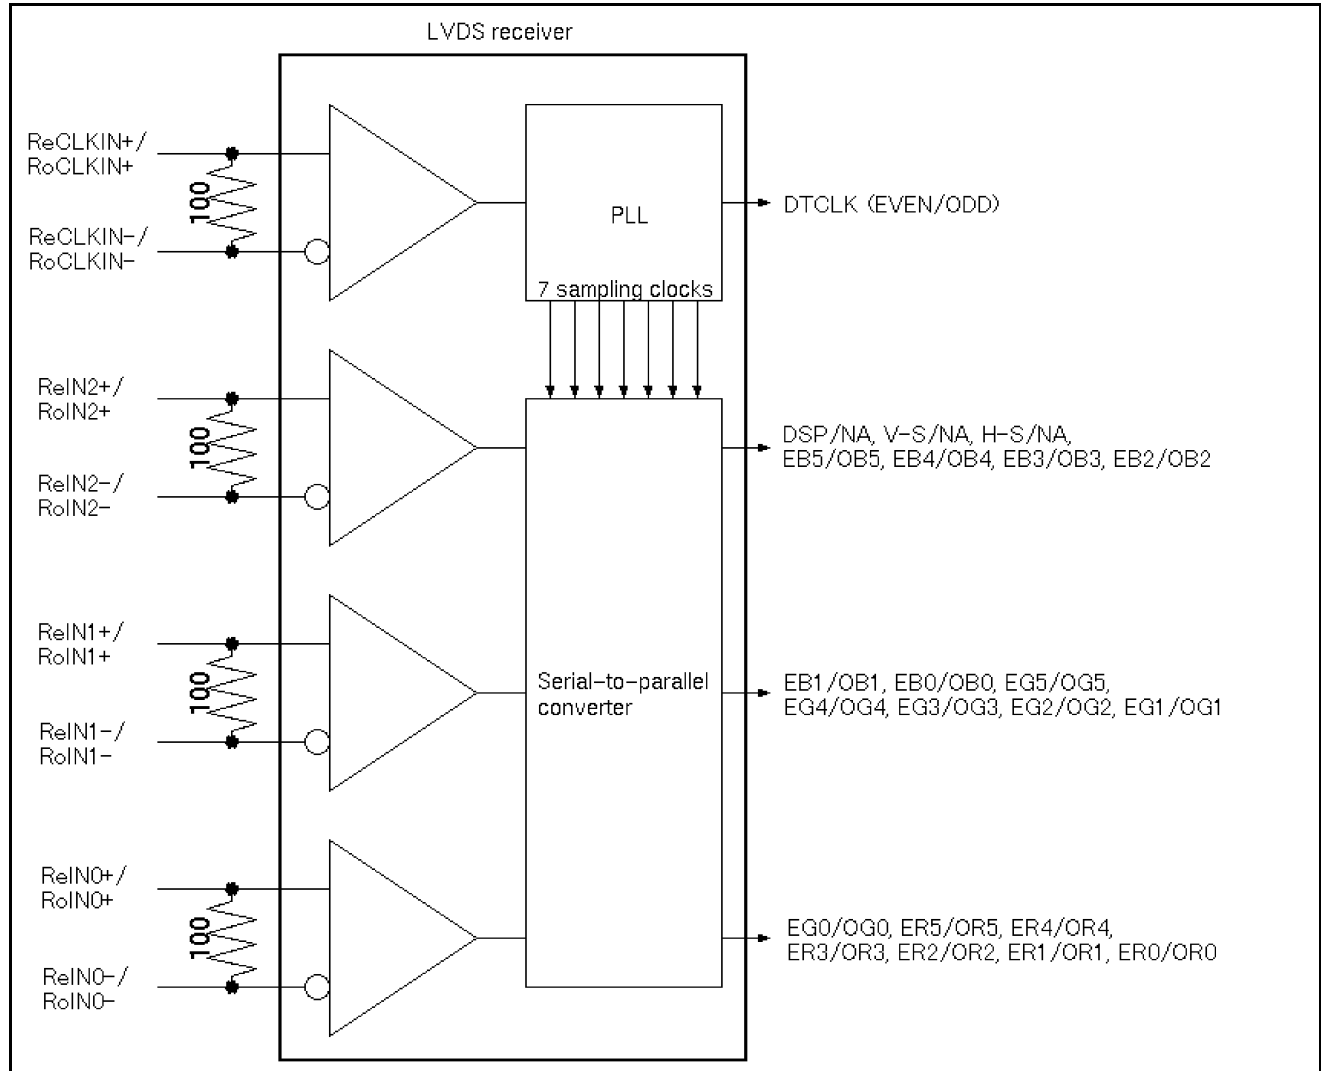 LVDS receiver
ReCLKIN+/
RoCLKIN+
100
ReCLKIN-/
RoCLKIN-
PLL
7 sampling clocks
DTCLK (EVEN/ODD)
ReIN2+/
RoIN2+
100
ReIN2-/
RoIN2-
DSP/NA, V-S/NA, H-S/NA,
EB5/OB5, EB4/OB4, EB3/OB3, EB2/OB2
ReIN1+/
RoIN1+
100
ReIN1-/
RoIN1-
Serial-to-parallel
converter
EB1/OB1, EB0/OB0, EG5/OG5,
EG4/OG4, EG3/OG3, EG2/OG2, EG1/OG1
ReIN0+/
RoIN0+
100
ReIN0-/
RoIN0-
EG0/OG0, ER5/OR5, ER4/OR4,
ER3/OR3, ER2/OR2, ER1/OR1, ER0/OR0